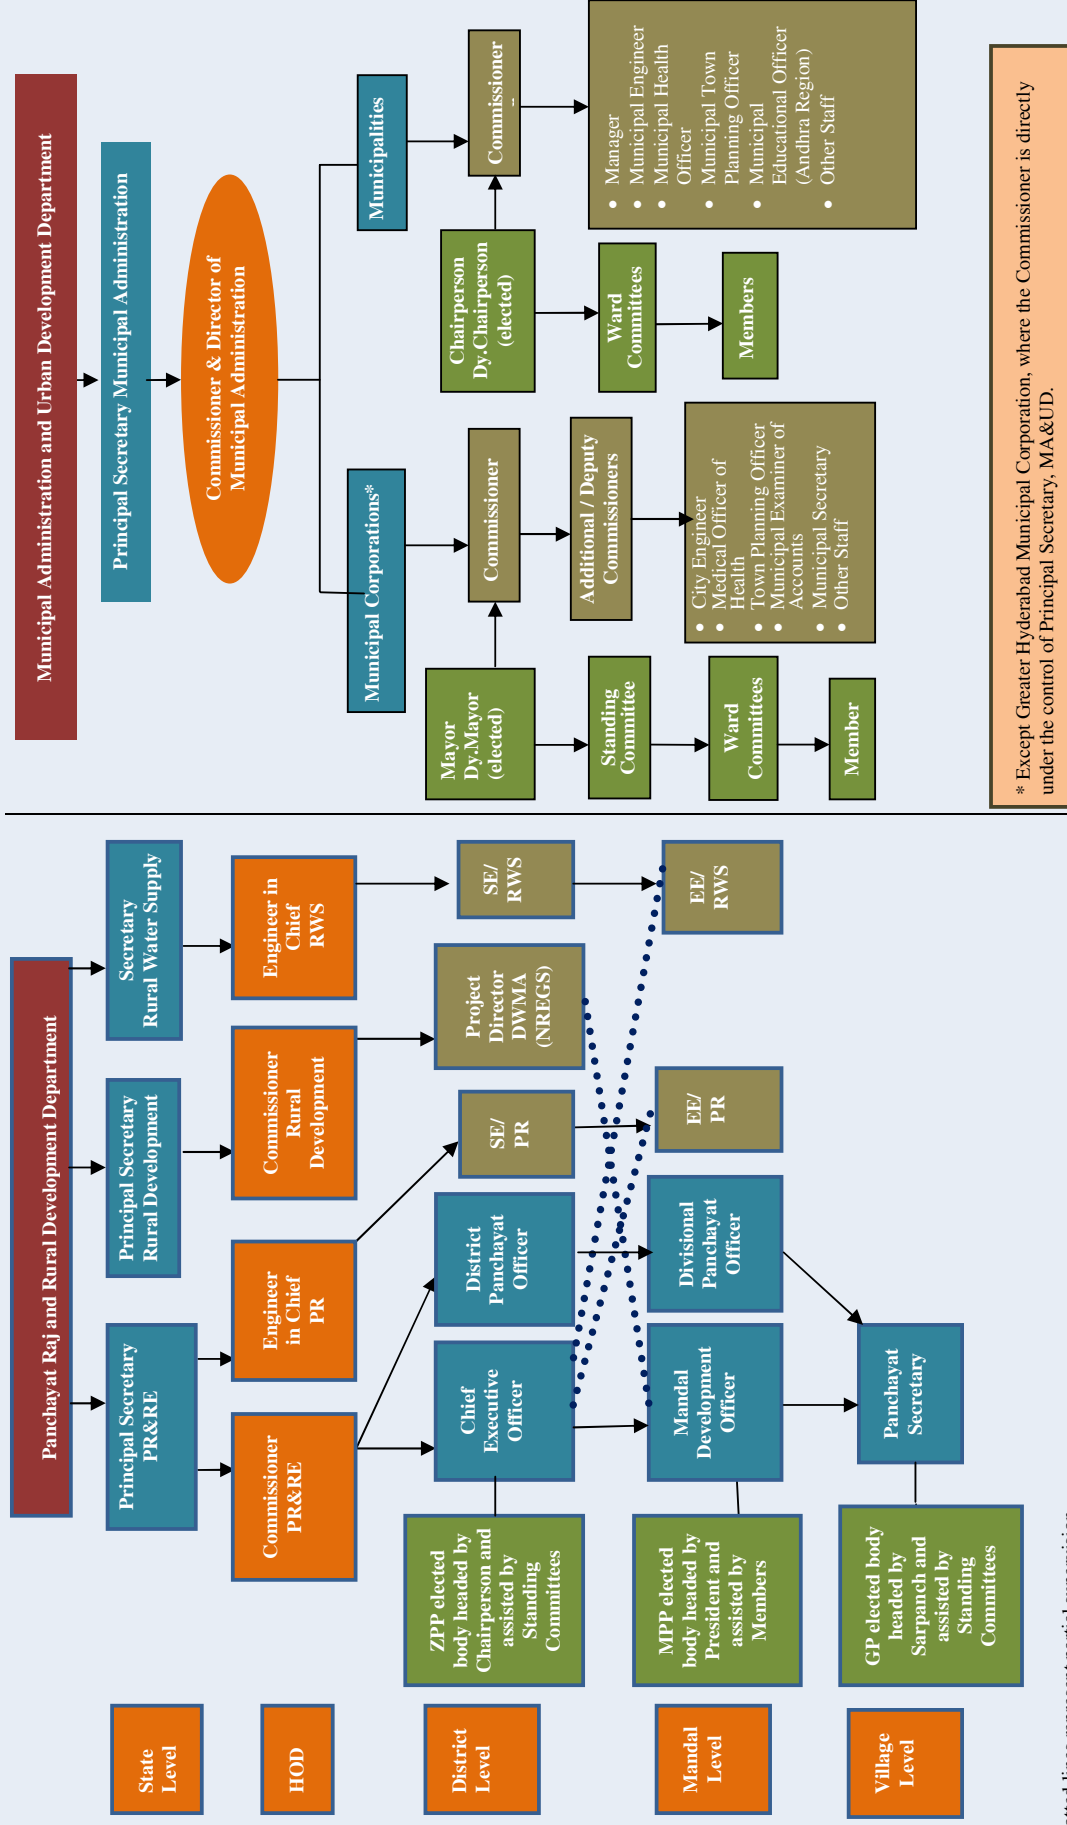 Panchayat Raj and Rural Development Department
State
Level
Principal Secretary
PR&RE
Principal Secretary
Rural Development
Secretary
Rural Water Supply
HOD
Commissioner
PR&RE
Engineer
in Chief
PR
Commissioner
Rural
Development
Engineer in
Chief
RWS
District
Level
ZPP elected
body headed by
Chairperson and
assisted by
Standing
Committees
Chief
Executive
Officer
District
Panchayat
Officer
SE/
PR
Project
Director
DWMA
(NREGS)
SE/
RWS
Mandal
Level
MPP elected
body headed by
President and
assisted by
Members
Mandal
Development
Officer
Divisional
Panchayat
Officer
EE/
PR
EE/
RWS
Village
Level
GP elected body
headed by
Sarpanch and
assisted by
Standing
Committees
Panchayat
Secretary
Municipal Administration and Urban Development Department
Principal Secretary Municipal Administration
Commissioner & Director of
Municipal Administration
Municipal Corporations*
Municipalities
Mayor
Dy.Mayor
(elected)
Commissioner
Chairperson
Dy.Chairperson
(elected)
Commissioner
Standing
Committee
Additional / Deputy
Commissioners
Ward
Committees
• Manager
• Municipal Engineer
• Municipal Health
Officer
• Municipal Town
Planning Officer
• Municipal
Educational Officer
(Andhra Region)
• Other Staff
Ward
Committees
• City Engineer
• Medical Officer of
Health
• Town Planning Officer
• Municipal Examiner of
Accounts
• Municipal Secretary
• Other Staff
Members
Member
* Except Greater Hyderabad Municipal Corporation, where the Commissioner is directly
under the control of Principal Secretary, MA&UD.